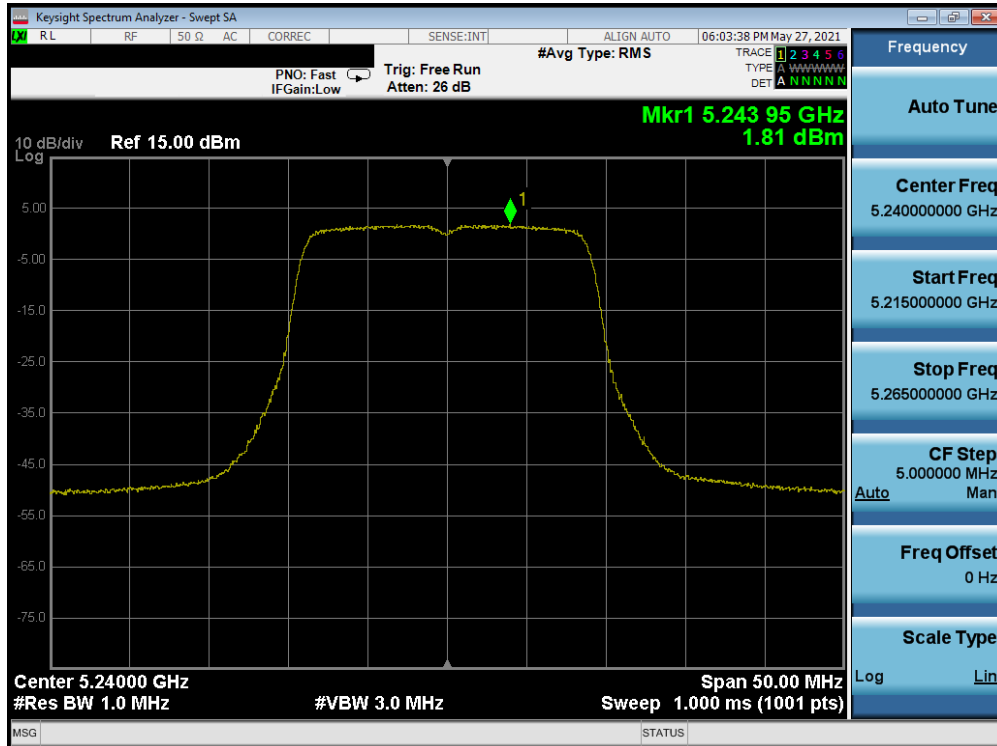 Keysight Spectrum Analyzer - Swept SA
LXI RL RF 50 Ω AC CORREC SENSE:INT ALIGN AUTO 06:03:38 PM May 27, 2021
Frequency
#Avg Type: RMS
TRACE 1 2 3 4 5 6
PNO: Fast Trig: Free Run
TYPE A WWWWW
IFGain:Low Atten: 26 dB
DET A N N N N N
Auto Tune
Mkr1 5.243 95 GHz
1.81 dBm
10 dB/div Ref 15.00 dBm
Log
1
5.00
-5.00
-15.0
-25.0
-35.0
-45.0
-55.0
-65.0
-75.0
Center Freq
5.240000000 GHz
Start Freq
5.215000000 GHz
Stop Freq
5.265000000 GHz
CF Step
5.000000 MHz
Auto Man
Freq Offset
0 Hz
Scale Type
Log Lin
Center 5.24000 GHz Span 50.00 MHz
#Res BW 1.0 MHz #VBW 3.0 MHz Sweep 1.000 ms (1001 pts)
MSG STATUS